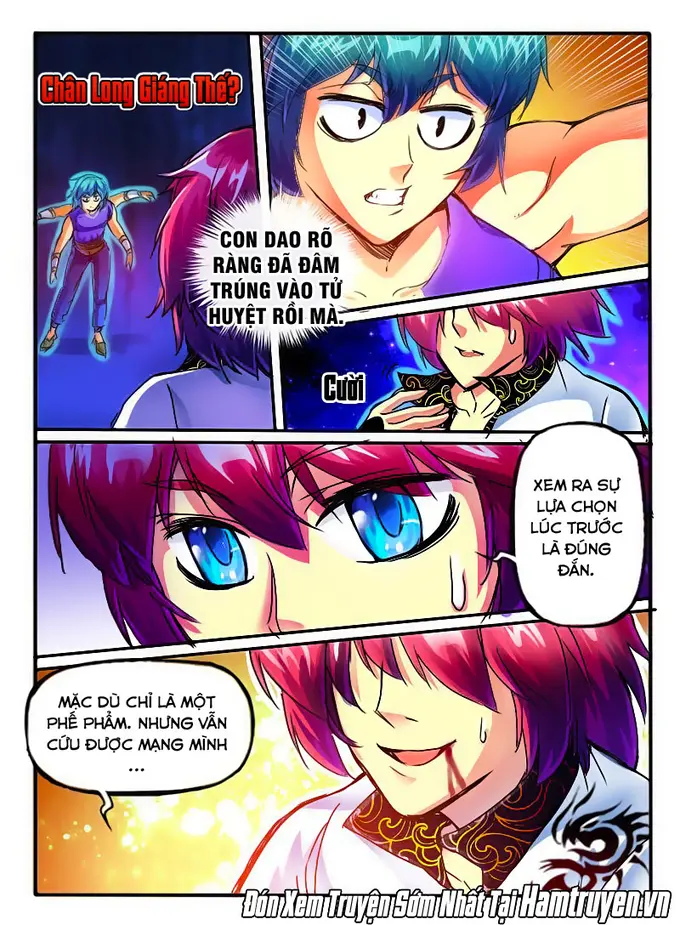 Chân Long Giáng Thế?
CON DAO RÕ
RÀNG ĐÃ ĐÂM
TRÚNG VÀO TỬ
HUYỆT RỒI MÀ.
Cười
XEM RA SỰ
LỰA CHỌN
LÚC TRƯỚC
LÀ ĐÚNG
ĐẮN.
MẶC DÙ CHỈ LÀ MỘT
PHẾ PHẨM. NHƯNG VẪN
CỨU ĐƯỢC MẠNG MÌNH
...
Đón Xem Truyện Sớm Nhất Tại Hamtruyen.vn